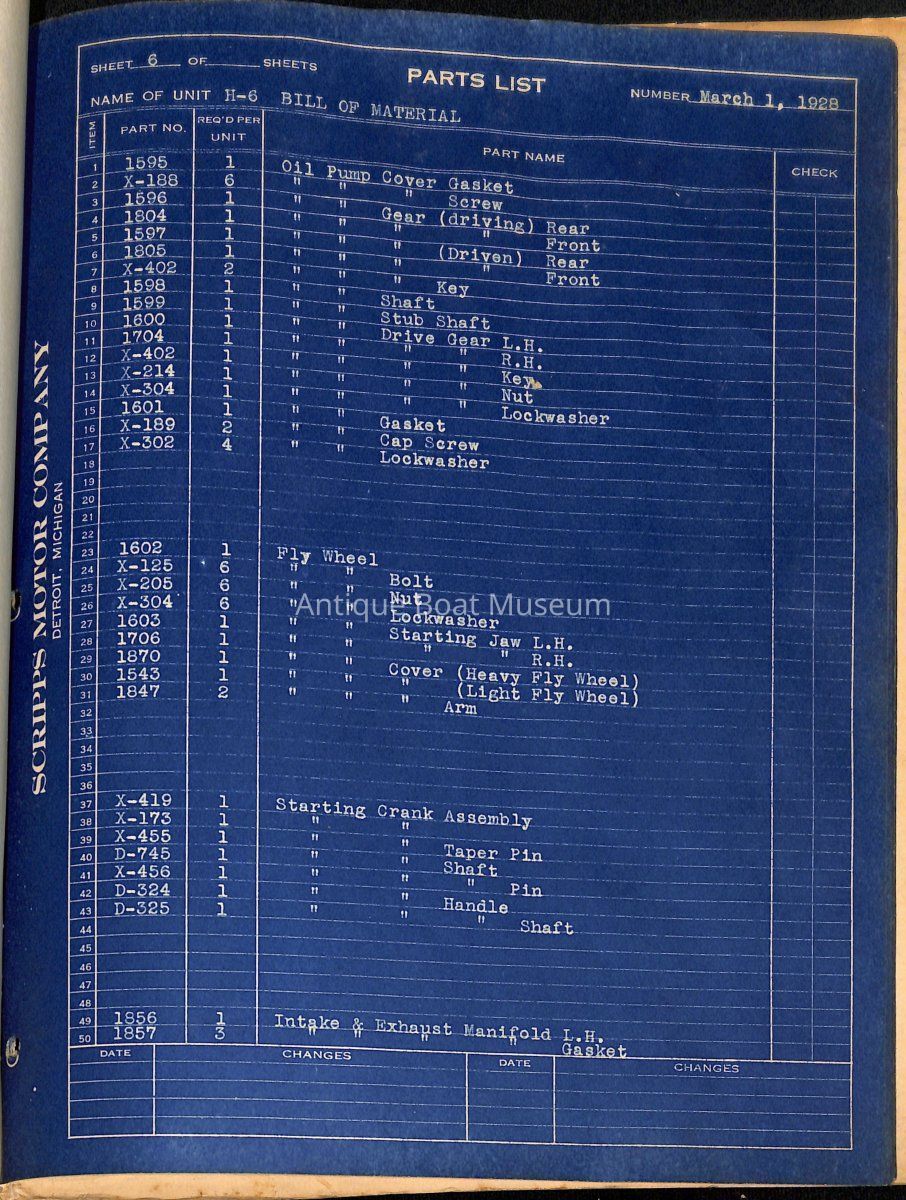 SHEET 6 OF SHEETS
PARTS LIST
NAME OF UNIT H-6 BILL OF MATERIAL
NUMBER March 1, 1928
ITEM PART NO. REQ'D PER UNIT PART NAME CHECK
1 1595 1 Oil Pump Cover Gasket
2 X-188 6 " " " Screw
3 1596 1 " " Gear (driving) Rear
4 1804 1 " " " " Front
5 1597 1 " " " (Driven) Rear
6 1805 1 " " " " Front
7 X-402 2 " " " Key
8 1598 1 " " Shaft
9 1599 1 " " Stub Shaft
10 1600 1 " " Drive Gear L.H.
11 1704 1 " " " " R.H.
12 X-402 1 " " " " Key
13 X-214 1 " " " " Nut
14 X-304 1 " " " " Lockwasher
15 1601 1 " " Gasket
16 X-189 2 " " Cap Screw
17 X-302 4 " " Lockwasher
18
19
20
21
22
23 1602 1 Fly Wheel
24 X-125 6 " " Bolt
25 X-205 6 " " Nut
26 X-304 6 " " Lockwasher
27 1603 1 " " Starting Jaw L.H.
28 1706 1 " " " " R.H.
29 1870 1 " " Cover (Heavy Fly Wheel)
30 1543 1 " " " (Light Fly Wheel)
31 1847 2 " " " Arm
32
33
34
35
36
37 X-419 1 Starting Crank Assembly
38 X-173 1 " "
39 X-455 1 " " Taper Pin
40 D-745 1 " " Shaft
41 X-456 1 " " " Pin
42 D-324 1 " " Handle
43 D-325 1 " " " Shaft
44
45
46
47
48
49 1856 1 Intake & Exhaust Manifold L.H.
50 1857 3 " " " " Gasket
DATE CHANGES DATE CHANGES
SCRIPPS MOTOR COMPANY
DETROIT, MICHIGAN
Antique Boat Museum